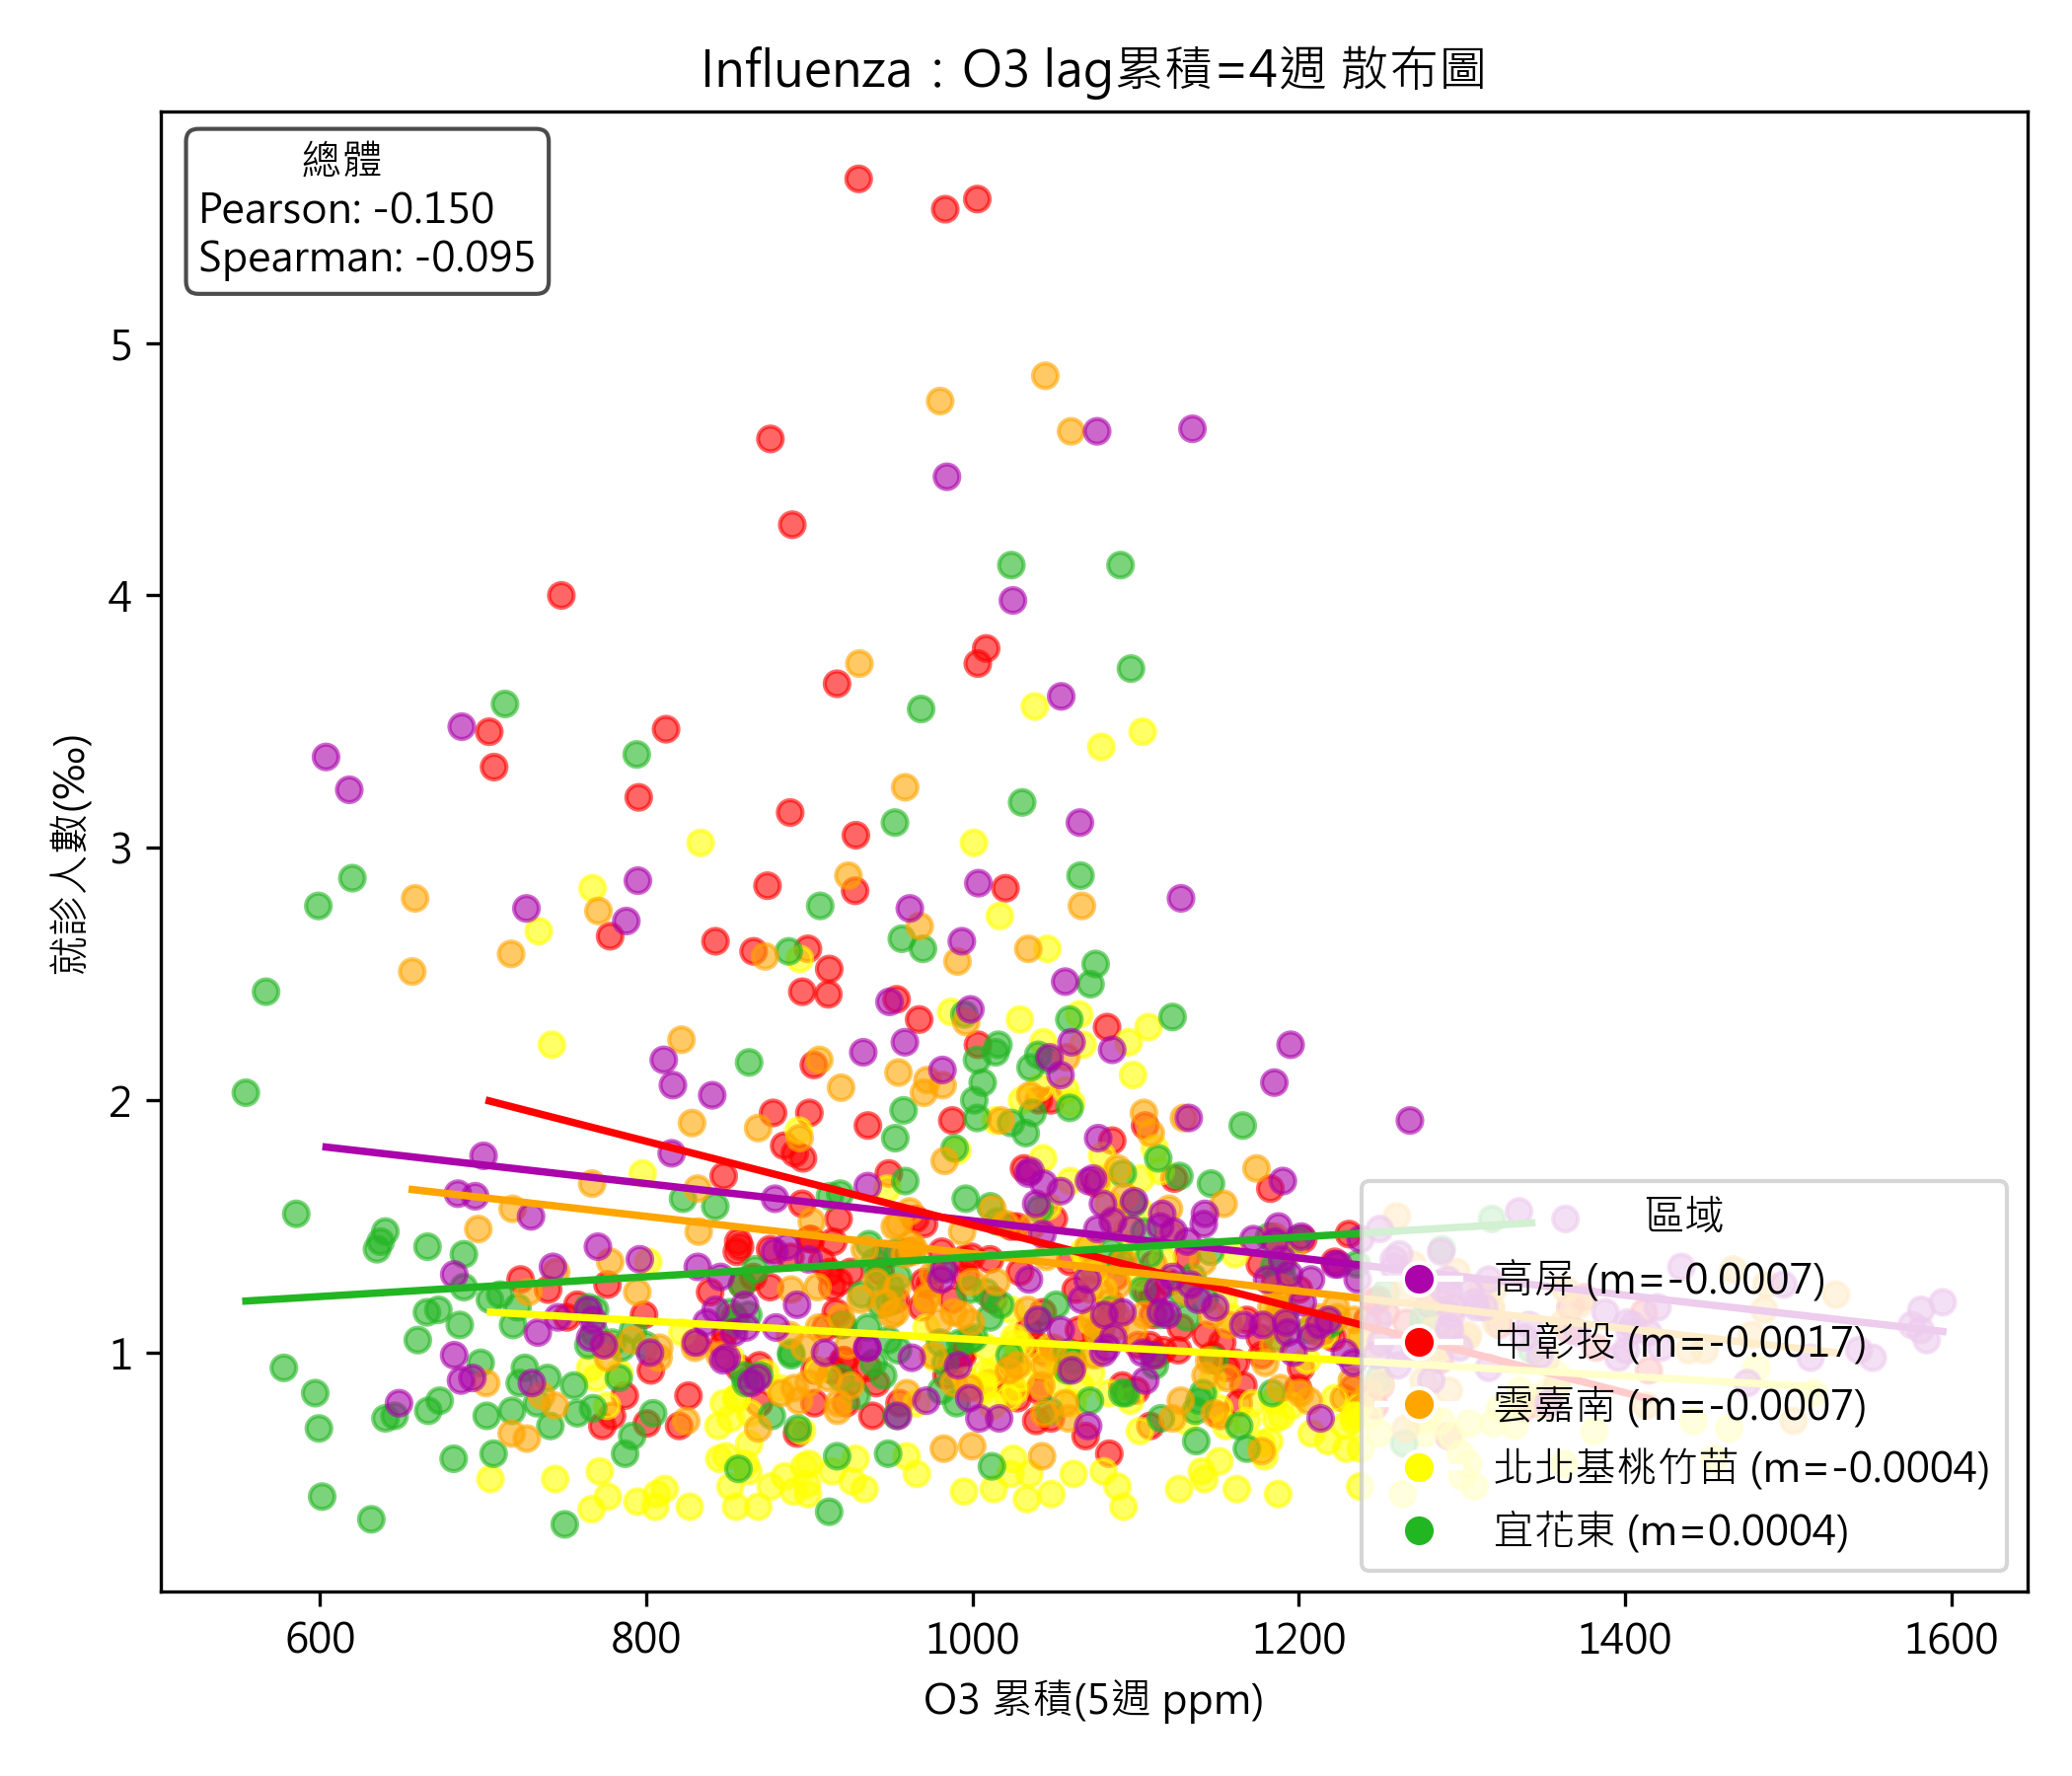 Influenza：O3 lag累積=4週 散布圖
總體
Pearson: -0.150
Spearman: -0.095
就診人數(‰)
5
4
3
2
1
區域
高屏 (m=-0.0007)
中彰投 (m=-0.0017)
雲嘉南 (m=-0.0007)
北北基桃竹苗 (m=-0.0004)
宜花東 (m=0.0004)
600
800
1000
1200
1400
1600
O3 累積(5週 ppm)